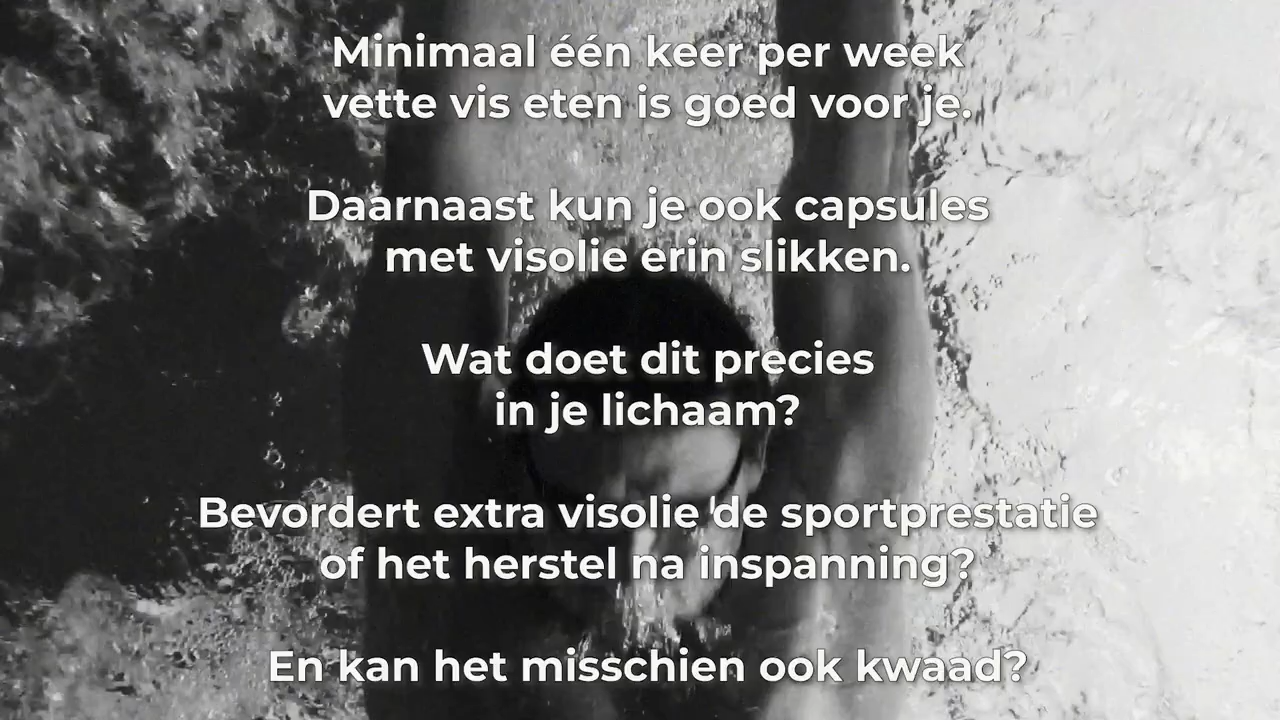 Minimaal één keer per week
vette vis eten is goed voor je.
Daarnaast kun je ook capsules
met visolie erin slikken.
Wat doet dit precies
in je lichaam?
Bevordert extra visolie de sportprestatie
of het herstel na inspanning?
En kan het misschien ook kwaad?